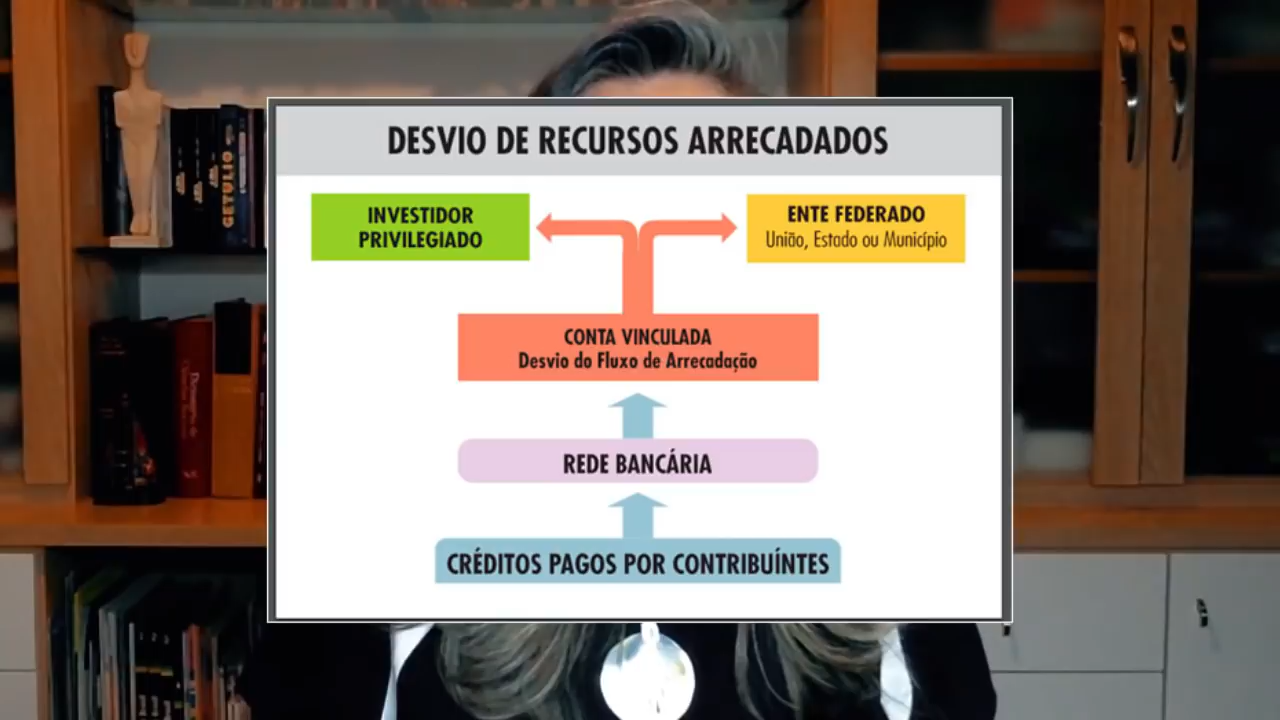 DESVIO DE RECURSOS ARRECADADOS
INVESTIDOR
PRIVILEGIADO
ENTE FEDERADO
União, Estado ou Município
CONTA VINCULADA
Desvio do Fluxo de Arrecadação
REDE BANCÁRIA
CRÉDITOS PAGOS POR CONTRIBUÍNTES
GETÚLIO